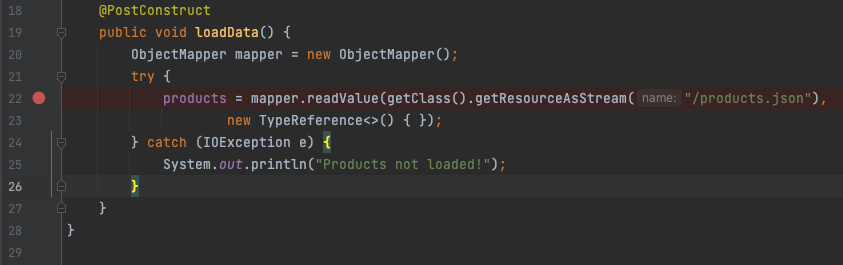 18 @PostConstruct
19 public void loadData() {
20 ObjectMapper mapper = new ObjectMapper();
21 try {
22 products = mapper.readValue(getClass().getResourceAsStream( name: "/products.json"),
23 new TypeReference<>() { });
24 } catch (IOException e) {
25 System.out.println("Products not loaded!");
26 }
27 }
28 }
29